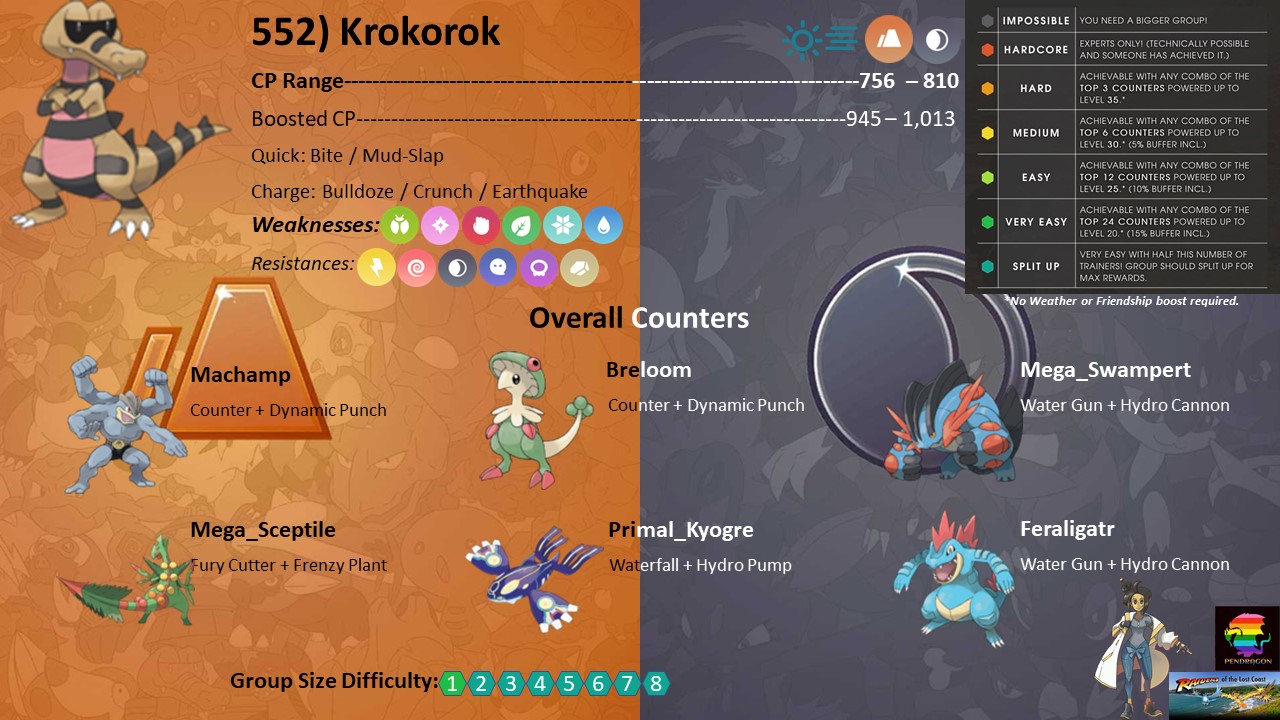 552) Krokorok
CP Range---756 – 810
Boosted CP---945 – 1,013
Quick: Bite / Mud-Slap
Charge: Bulldoze / Crunch / Earthquake
Weaknesses:
Resistances:
IMPOSSIBLE YOU NEED A BIGGER GROUP!
HARDCORE EXPERTS ONLY! (TECHNICALLY POSSIBLE
AND SOMEONE HAS ACHIEVED IT.)
HARD ACHIEVABLE WITH ANY COMBO OF THE
TOP 3 COUNTERS POWERED UP TO
LEVEL 35.*
MEDIUM ACHIEVABLE WITH ANY COMBO OF THE
TOP 6 COUNTERS POWERED UP TO
LEVEL 30.* (5% BUFFER INCL.)
EASY ACHIEVABLE WITH ANY COMBO OF THE
TOP 12 COUNTERS POWERED UP TO
LEVEL 25.* (10% BUFFER INCL.)
VERY EASY ACHIEVABLE WITH ANY COMBO OF THE
TOP 24 COUNTERS POWERED UP TO
LEVEL 20.* (15% BUFFER INCL.)
SPLIT UP VERY EASY WITH HALF THIS NUMBER OF
TRAINERS! GROUP SHOULD SPLIT UP FOR
MAX REWARDS.
*No Weather or Friendship boost required.
Overall Counters
Machamp
Counter + Dynamic Punch
Breloom
Counter + Dynamic Punch
Mega_Swampert
Water Gun + Hydro Cannon
Mega_Sceptile
Fury Cutter + Frenzy Plant
Primal_Kyogre
Waterfall + Hydro Pump
Feraligatr
Water Gun + Hydro Cannon
Group Size Difficulty: 1 2 3 4 5 6 7 8
PENDRAGON
RAIDERS of the Lost Coast